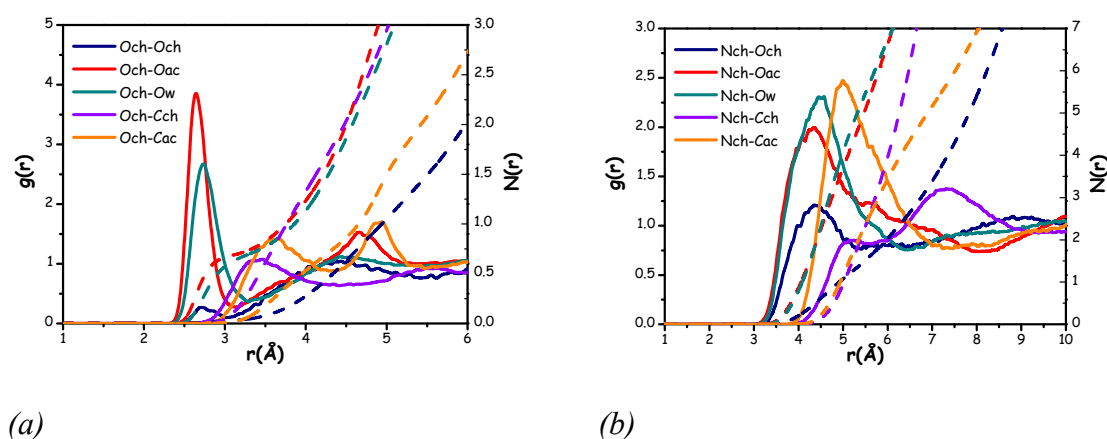 5
4
3
2
1
0
g(r)
Och-Och
Och-Oac
Och-Ow
Och-Cch
Och-Cac
3.0
2.5
2.0
1.5
1.0
0.5
0.0
N(r)
1 2 3 4 5 6
r(Å)
3.0
2.5
2.0
1.5
1.0
0.5
0.0
g(r)
Nch-Och
Nch-Oac
Nch-Ow
Nch-Cch
Nch-Cac
7
6
5
4
3
2
1
0
N(r)
1 2 3 4 5 6 7 8 9 10
r(Å)
(a) (b)